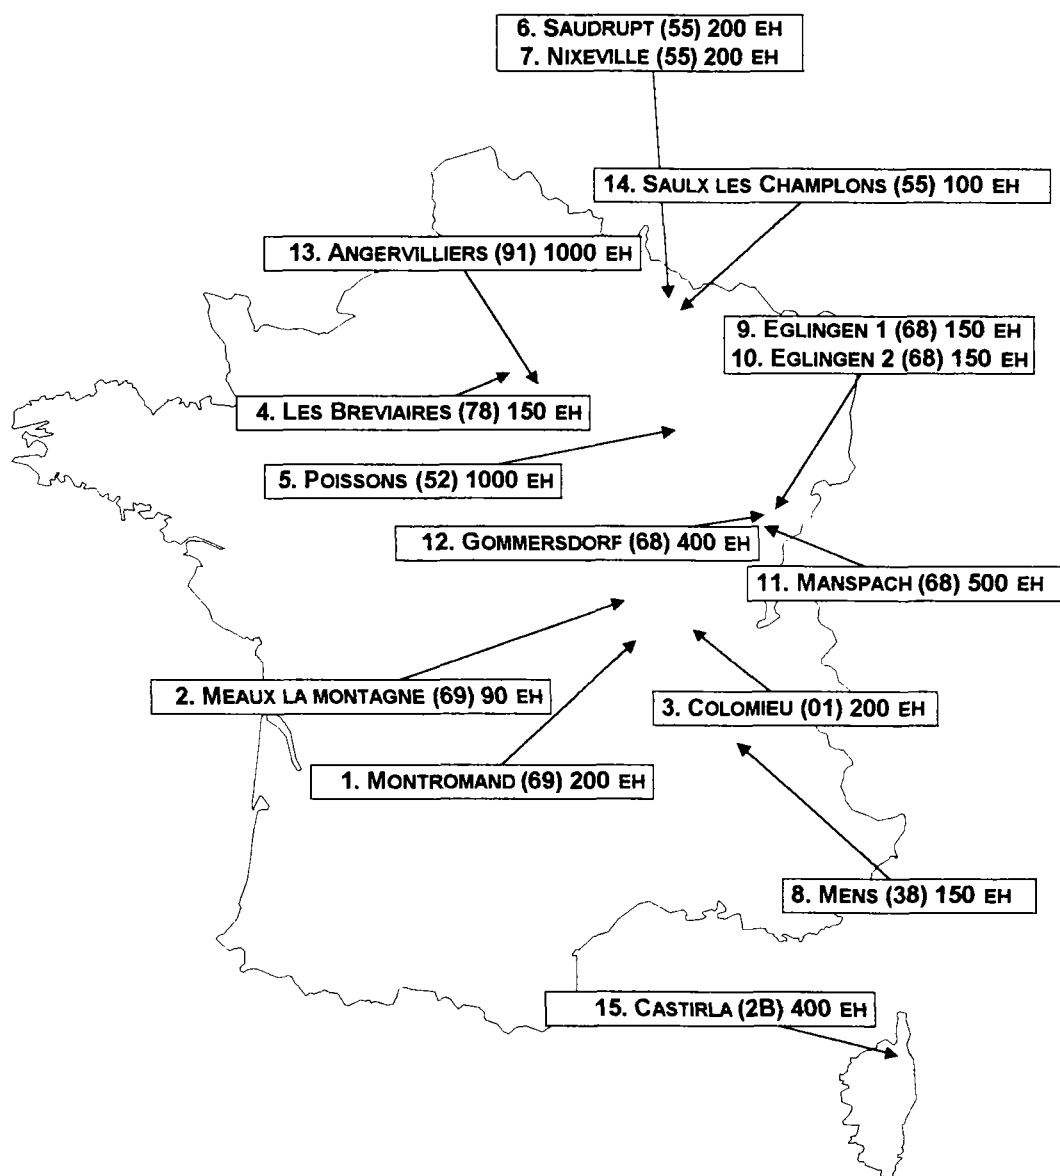 6. SAUDRUPT (55) 200 EH
7. NIXEVILLE (55) 200 EH
14. SAULX LES CHAMPLONS (55) 100 EH
13. ANGERVILLIERS (91) 1000 EH
9. EGLINGEN 1 (68) 150 EH
10. EGLINGEN 2 (68) 150 EH
4. LES BREVIAIRES (78) 150 EH
5. POISSONS (52) 1000 EH
12. GOMMERSDORF (68) 400 EH
11. MANSPACH (68) 500 EH
2. MEAUX LA MONTAGNE (69) 90 EH
3. COLOMIEU (01) 200 EH
1. MONTROMAND (69) 200 EH
8. MENS (38) 150 EH
15. CASTIRLA (2B) 400 EH